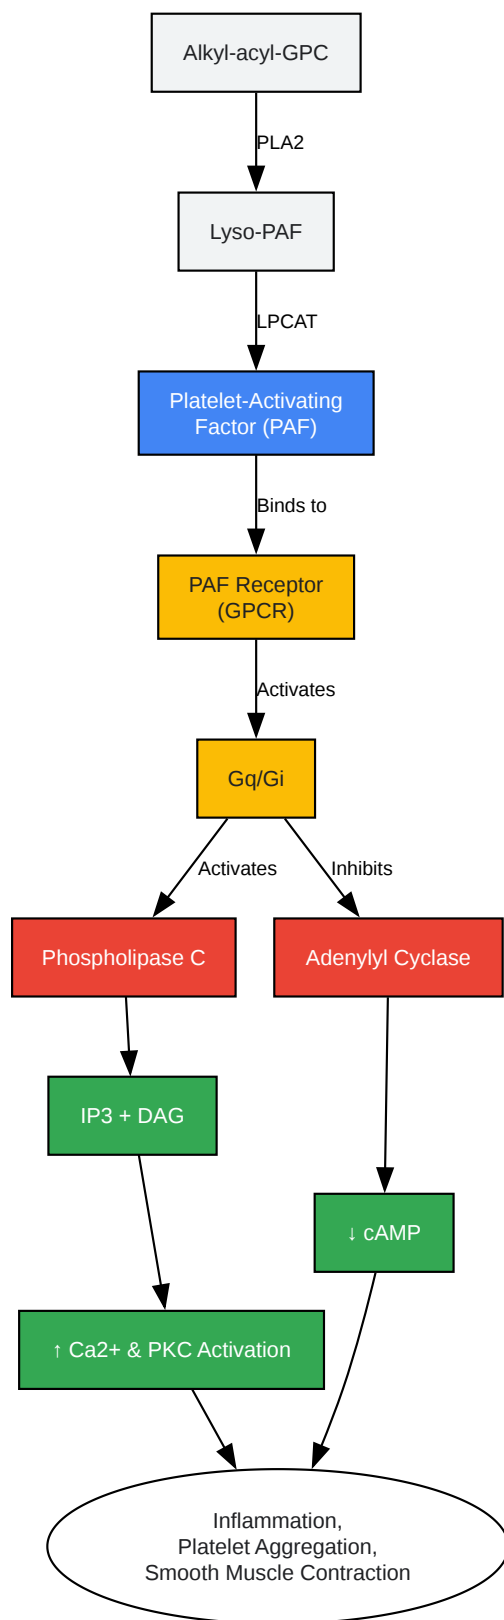 Alkyl-acyl-GPC
PLA2
Lyso-PAF
LPCAT
Platelet-Activating
Factor (PAF)
Binds to
PAF Receptor
(GPCR)
Activates
Gq/Gi
Activates
Inhibits
Phospholipase C
Adenylyl Cyclase
IP3 + DAG
↓ cAMP
↑ Ca2+ & PKC Activation
Inflammation,
Platelet Aggregation,
Smooth Muscle Contraction